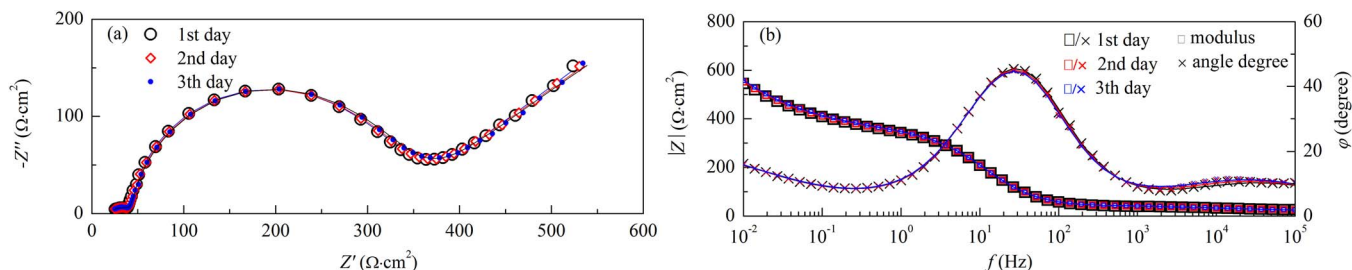 (a)
1st day
2nd day
3th day
200
150
100
50
0
-Z'' (Ω·cm²)
0 100 200 300 400 500 600
Z' (Ω·cm²)
(b)
□/× 1st day
□/× 2nd day
□/× 3th day
□ modulus
× angle degree
800
600
400
200
0
|Z| (Ω·cm²)
60
40
20
0
φ (degree)
10⁻² 10⁻¹ 10⁰ 10¹ 10² 10³ 10⁴ 10⁵
f (Hz)